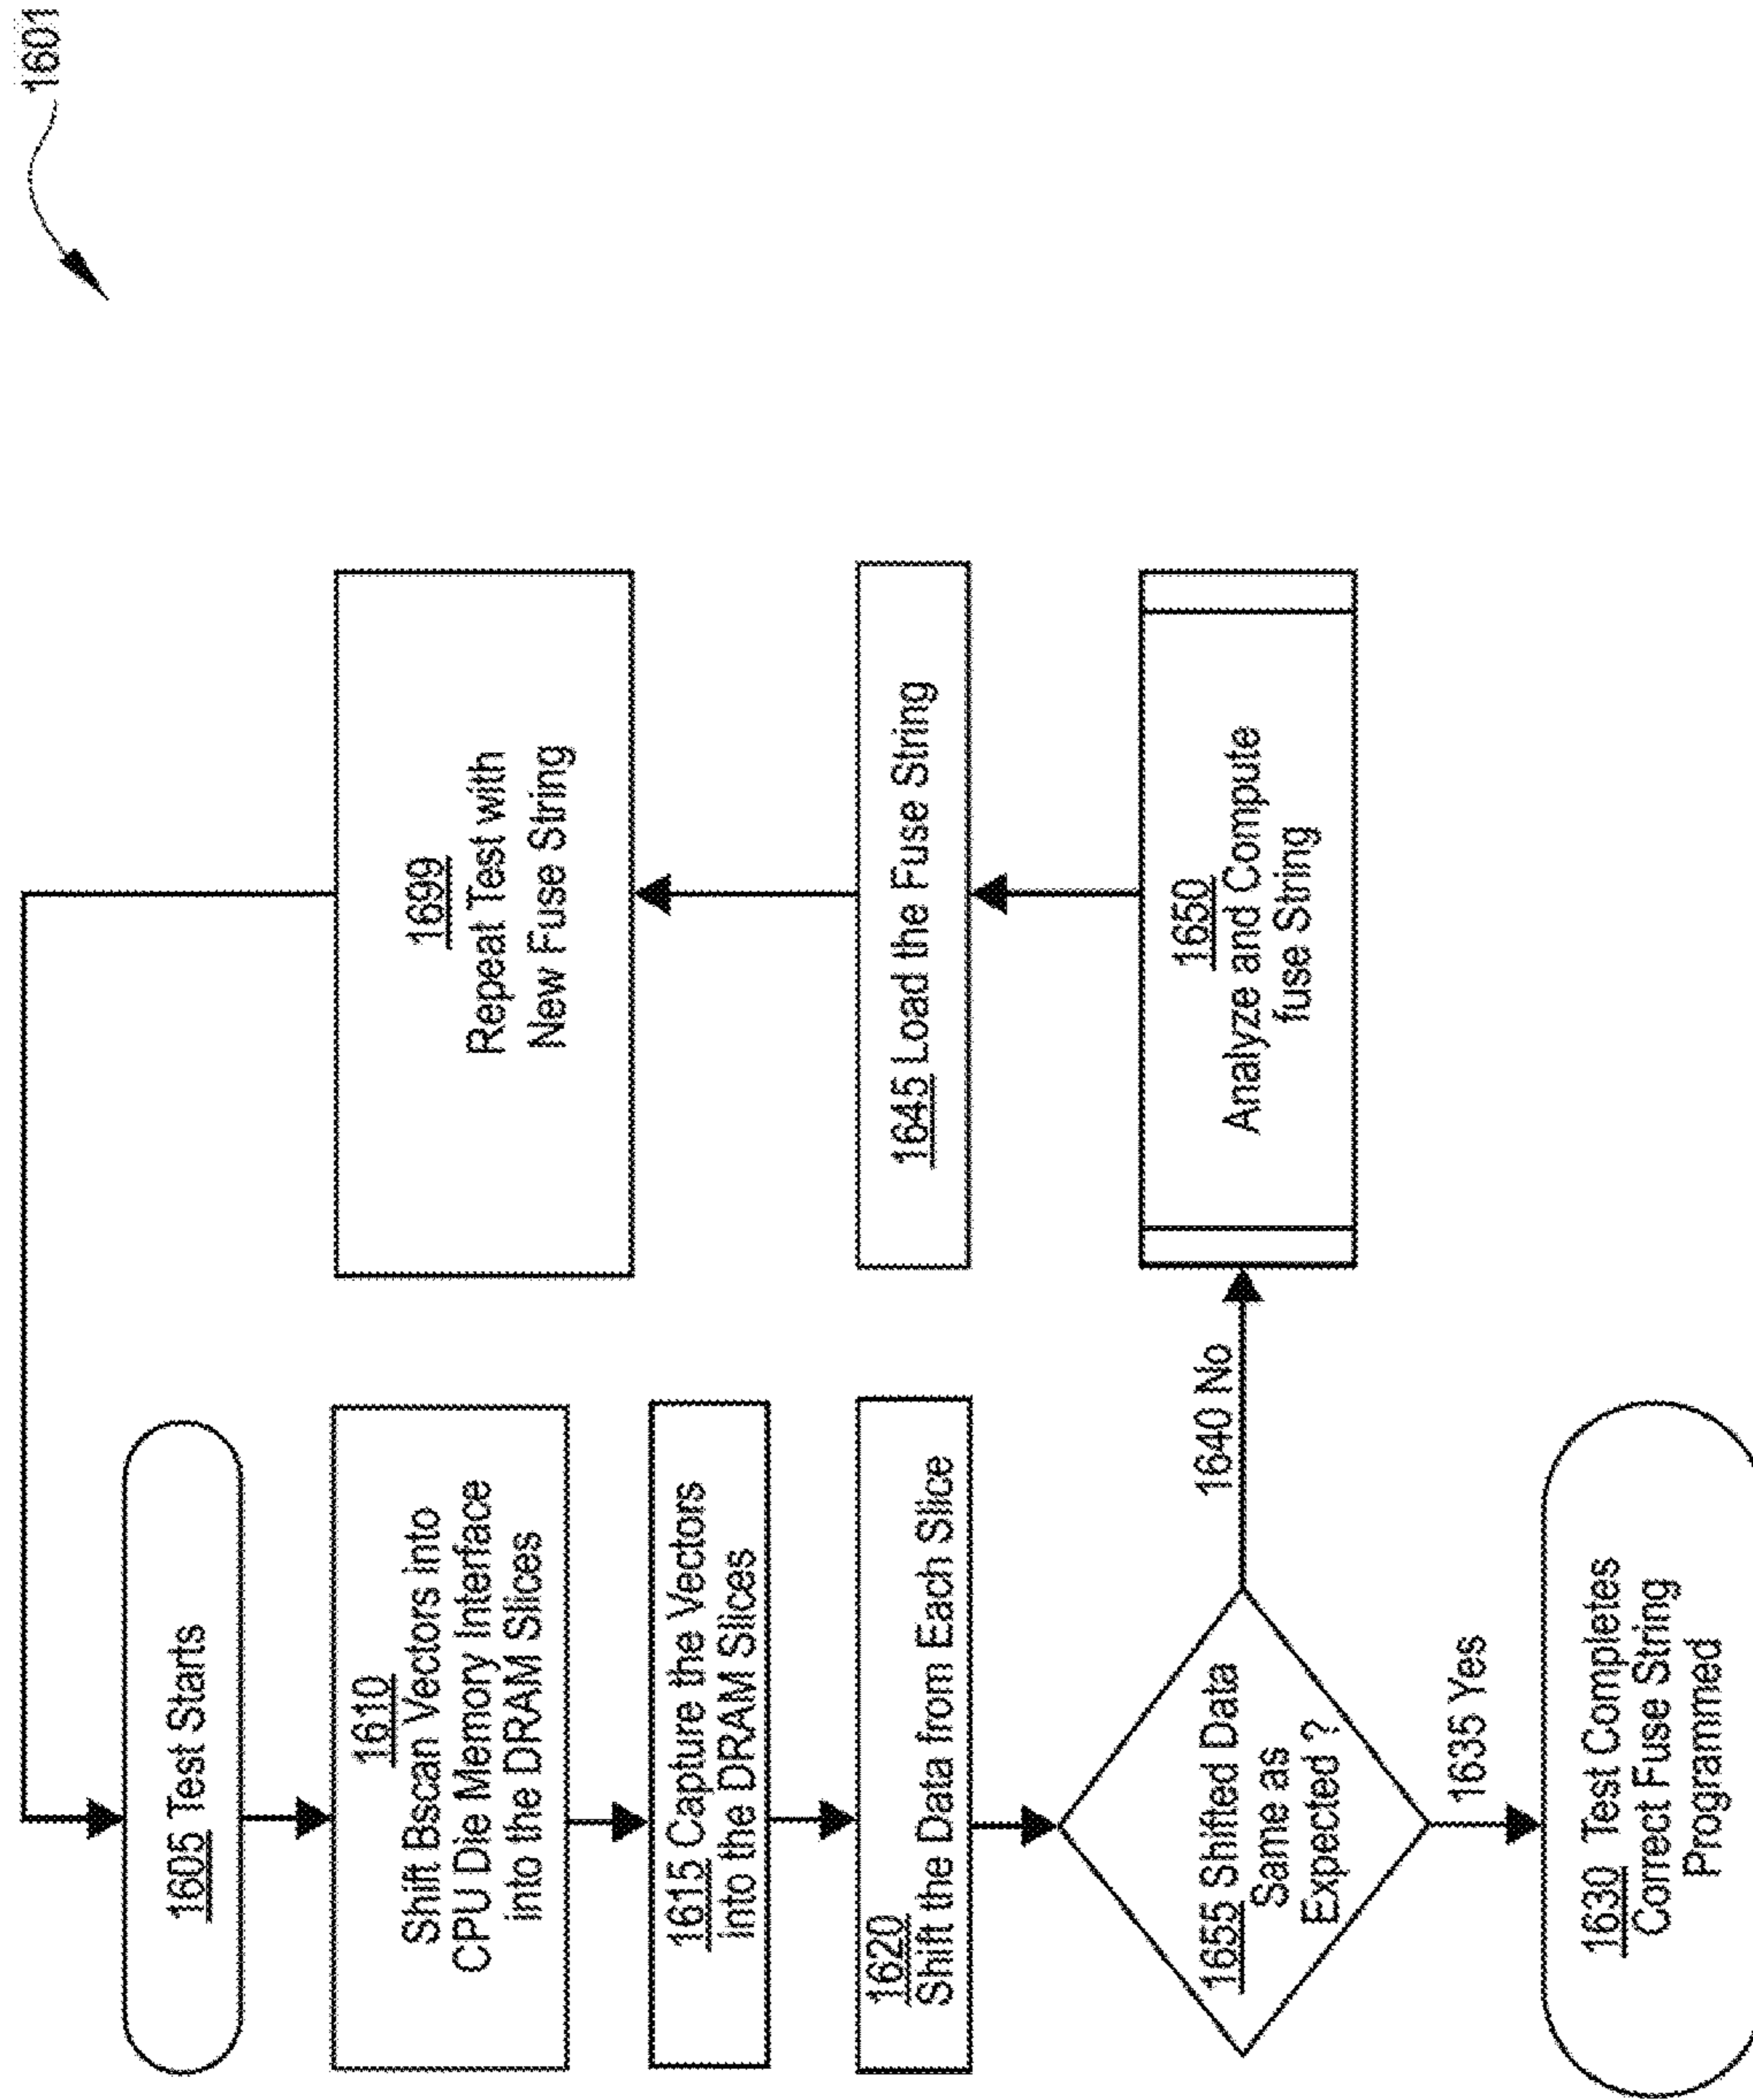 1601
1605 Test Starts
1610
Shift Bscan Vectors into
CPU Die Memory Interface
into the DRAM Slices
1615 Capture the Vectors
into the DRAM Slices
1620
Shift the Data from Each Slice
1655 Shifted Data
Same as
Expected ?
1640 No
1635 Yes
1630 Test Completes
Correct Fuse String
Programmed
1650
Analyze and Compute
fuse String
1645 Load the Fuse String
1699
Repeat Test with
New Fuse String